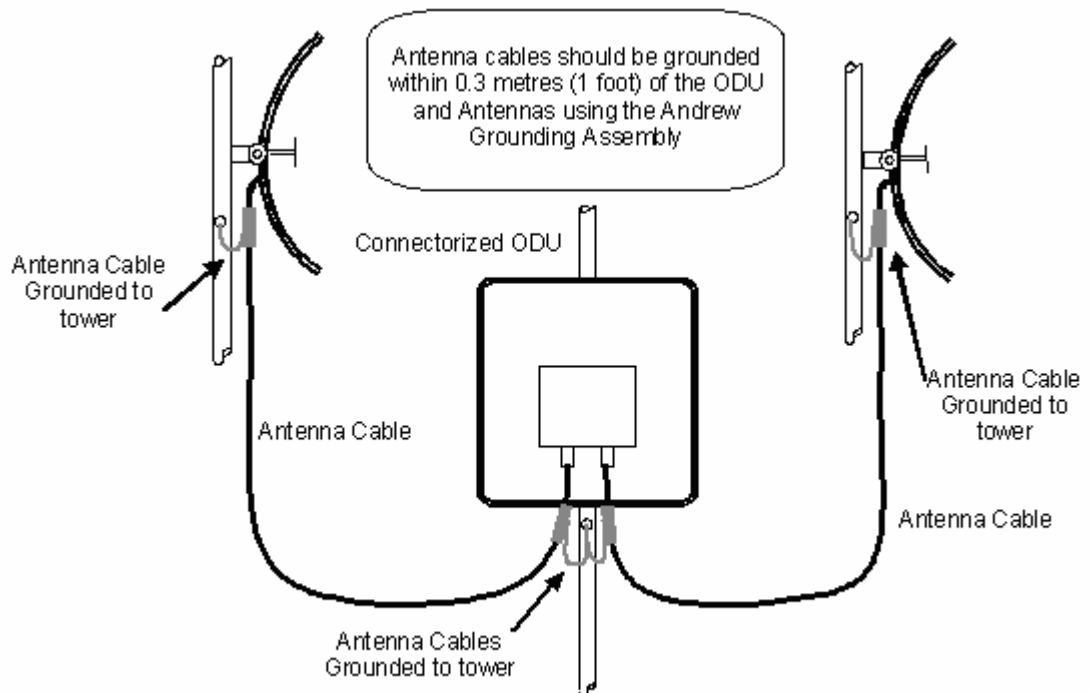 Antenna cables should be grounded
within 0.3 metres (1 foot) of the ODU
and Antennas using the Andrew
Grounding Assembly
Connectorized ODU
Antenna Cable
Grounded to
tower
Antenna Cable
Grounded to
tower
Antenna Cable
Antenna Cable
Antenna Cables
Grounded to tower